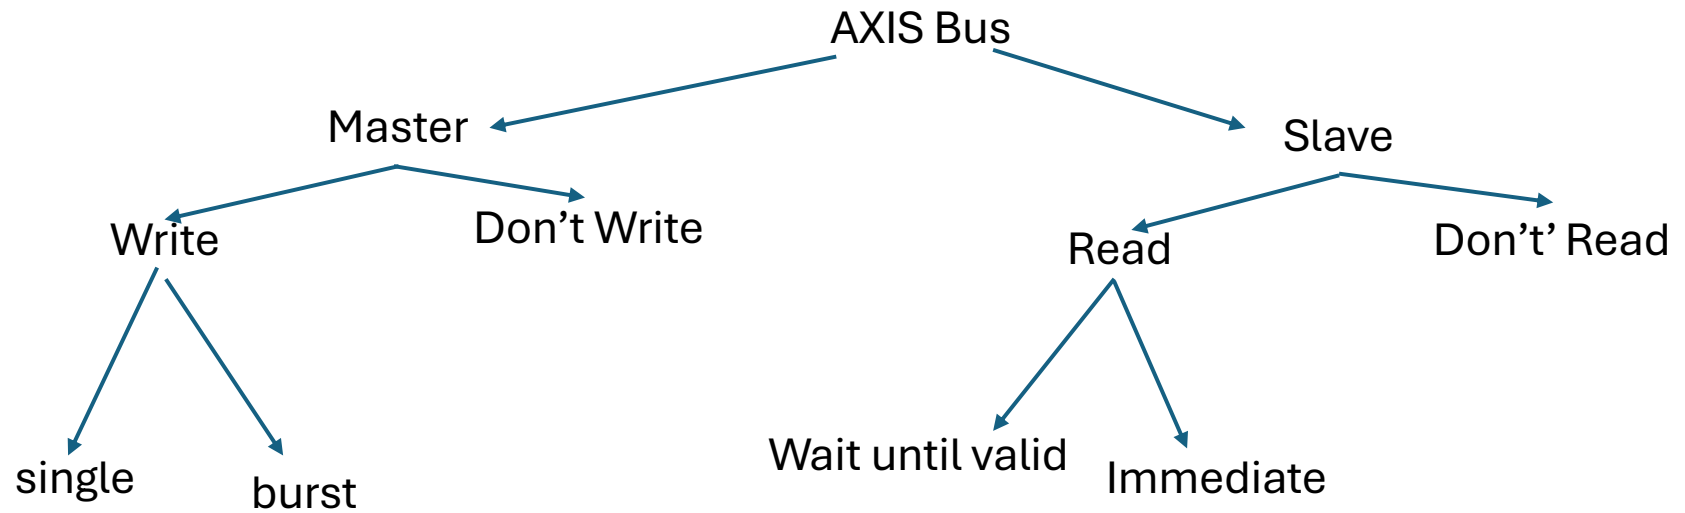 AXIS Bus
Master
Slave
Write
Don’t Write
Read
Don’t’ Read
single
burst
Wait until valid
Immediate